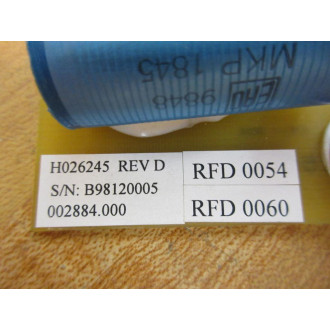 MKP 1845
9848
H026245 REV D
S/N: B98120005
002884.000
RFD 0054
RFD 0060